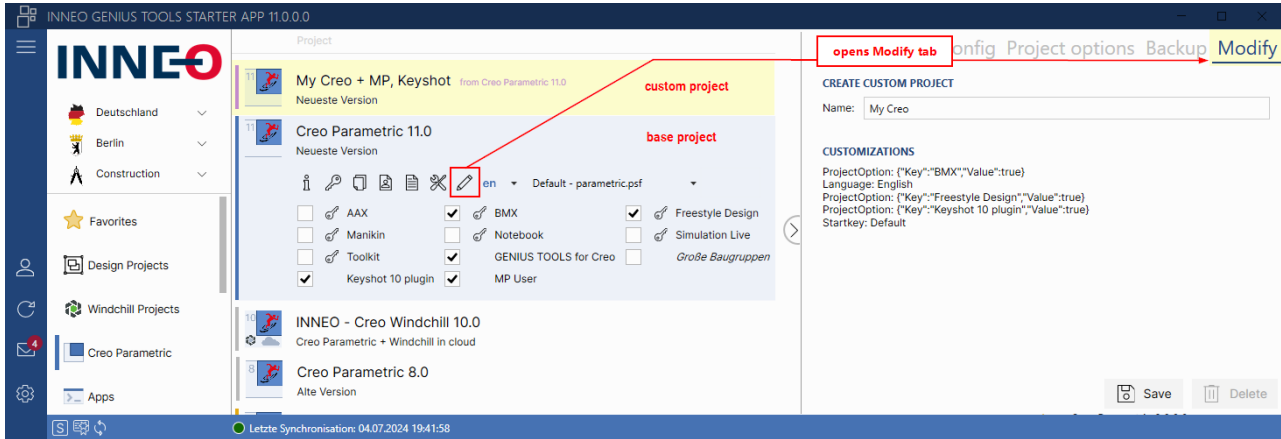 INNEO GENIUS TOOLS STARTER APP 11.0.0.0
INNEO
Deutschland
Berlin
Construction
Favorites
Design Projects
Windchill Projects
4
Creo Parametric
Apps
Project
11
My Creo + MP, Keyshot from Creo Parametric 11.0
Neueste Version
custom project
11
Creo Parametric 11.0
Neueste Version
base project
en Default - parametric.psf
AAX BMX Freestyle Design
Manikin Notebook Simulation Live
Toolkit GENIUS TOOLS for Creo Große Baugruppen
Keyshot 10 plugin MP User
10
INNEO - Creo Windchill 10.0
Creo Parametric + Windchill in cloud
8
Creo Parametric 8.0
Alte Version
opens Modify tab
onfig Project options Backup Modify
CREATE CUSTOM PROJECT
Name: My Creo
CUSTOMIZATIONS
ProjectOption: {"Key":"BMX","Value":true}
Language: English
ProjectOption: {"Key":"Freestyle Design","Value":true}
ProjectOption: {"Key":"Keyshot 10 plugin","Value":true}
Startkey: Default
Save Delete
S
Letzte Synchronisation: 04.07.2024 19:41:58